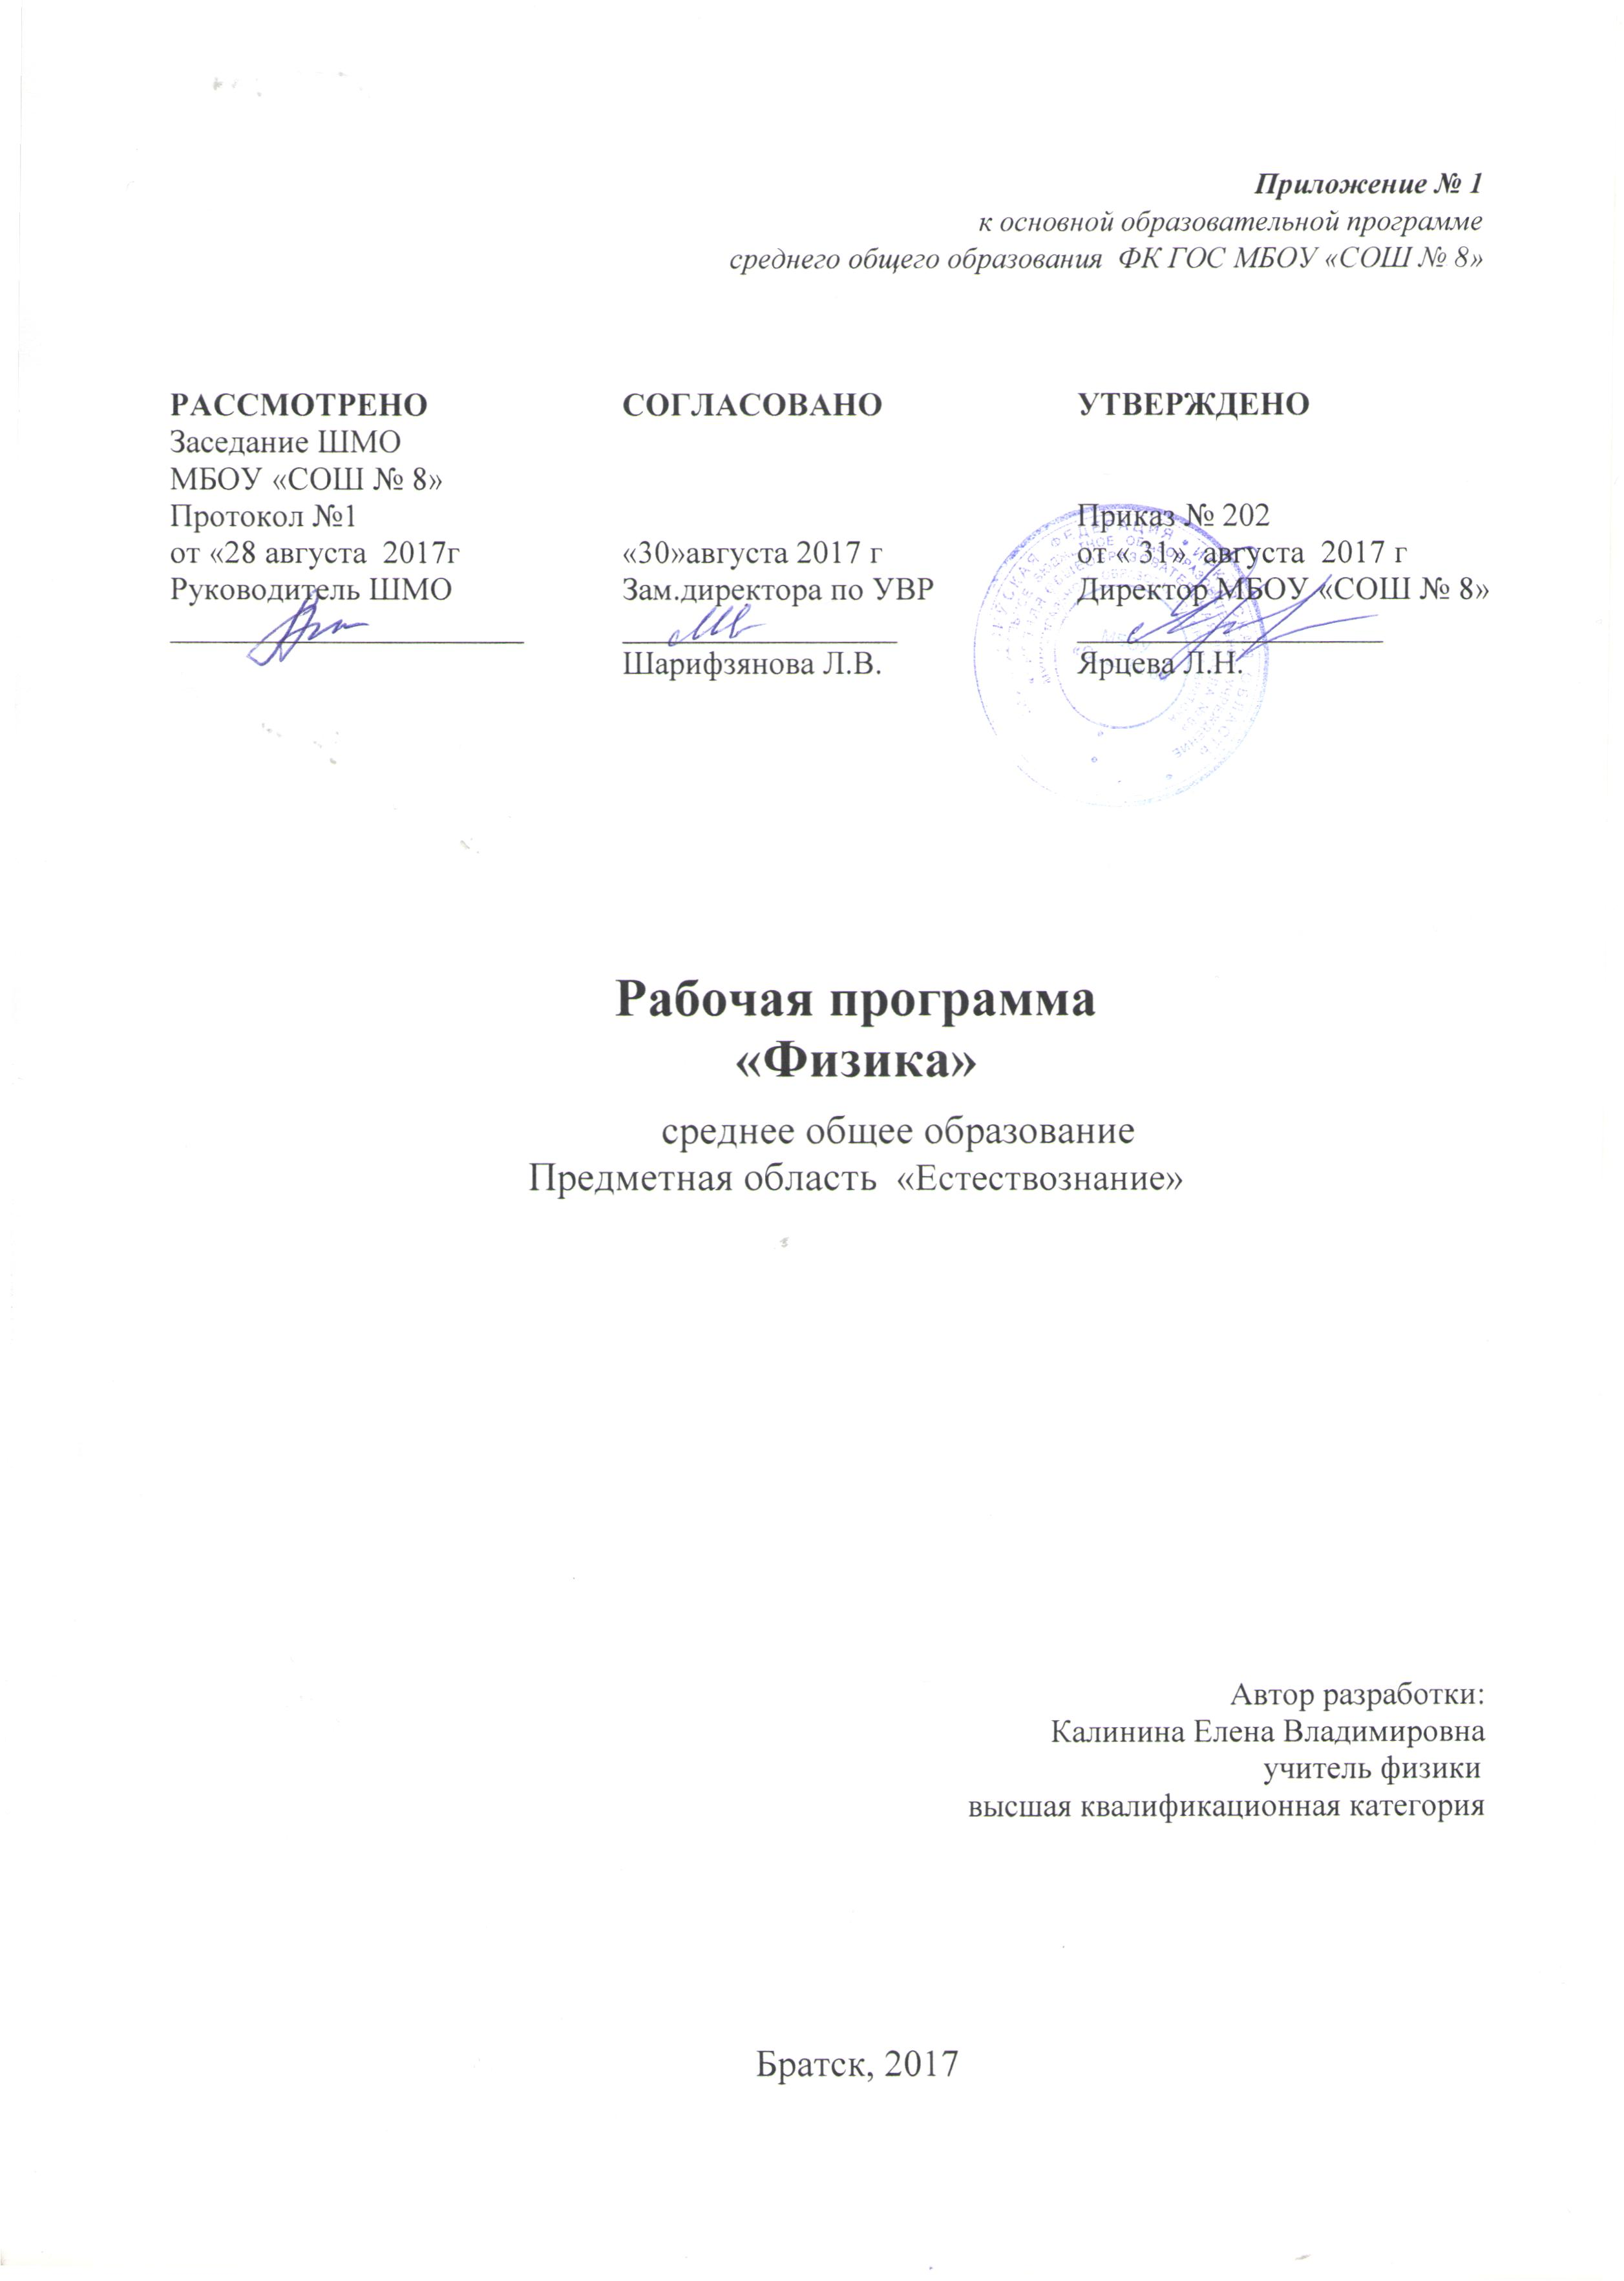 Приложение № 1
к основной образовательной программе
среднего общего образования  ФК ГОС МБОУ «СОШ № 8»
РАССМОТРЕНО
Заседание ШМО
МБОУ «СОШ № 8»
Протокол №1
от «28 августа  2017г
Руководитель ШМО
СОГЛАСОВАНО
«30»августа 2017 г
Зам.директора по УВР
Шарифзянова Л.В.
УТВЕРЖДЕНО
Приказ № 202
от « 31»  августа  2017 г
Директор МБОУ «СОШ № 8»
Ярцева Л.Н.
Рабочая программа
«Физика»
среднее общее образование
Предметная область  «Естествознание»
Автор разработки:
Калинина Елена Владимировна
учитель физики
высшая квалификационная категория
Братск, 2017